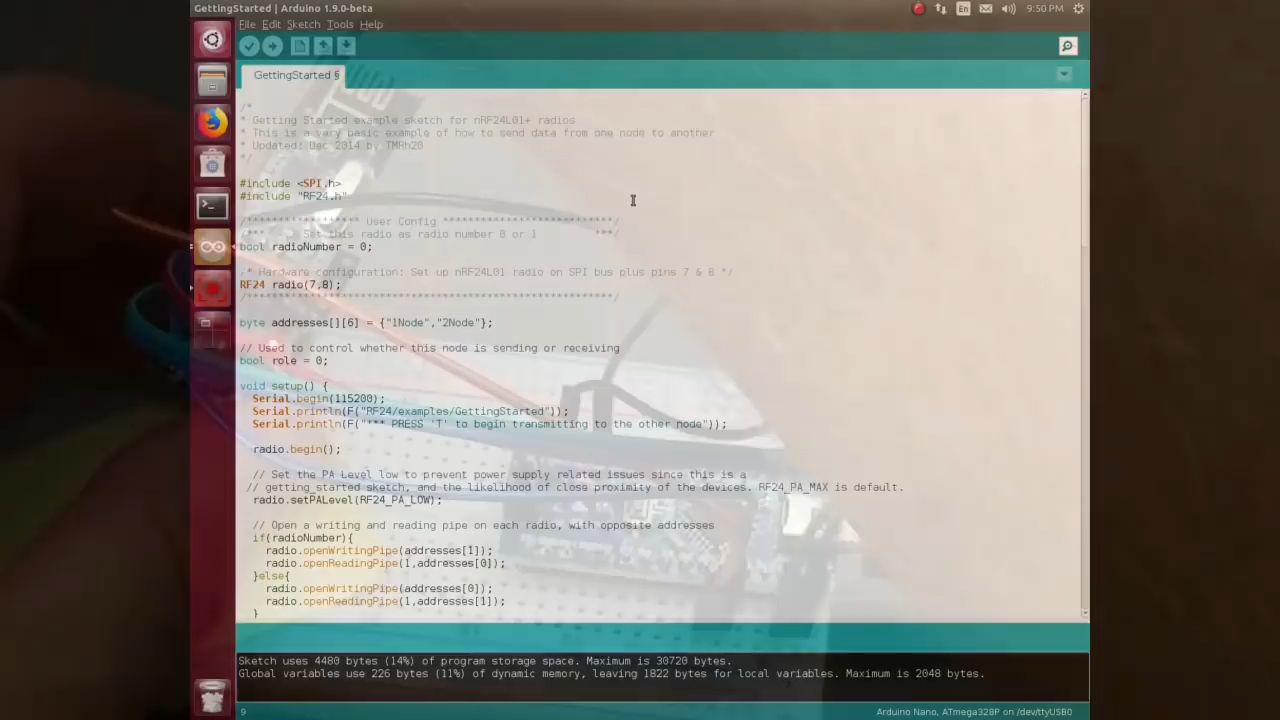 GettingStarted | Arduino 1.9.0-beta
En
9:50 PM
File Edit Sketch Tools Help
GettingStarted §
/*
* Getting Started example sketch for nRF24L01+ radios
* This is a very basic example of how to send data from one node to another
* Updated: Dec 2014 by TMRh20
*/
#include <SPI.h>
#include "RF24.h"
/****************** User Config ***************************/
/***      Set this radio as radio number 0 or 1         ***/
bool radioNumber = 0;
/* Hardware configuration: Set up nRF24L01 radio on SPI bus plus pins 7 & 8 */
RF24 radio(7,8);
/**********************************************************/
byte addresses[][6] = {"1Node","2Node"};
// Used to control whether this node is sending or receiving
bool role = 0;
void setup() {
Serial.begin(115200);
Serial.println(F("RF24/examples/GettingStarted"));
Serial.println(F("*** PRESS 'T' to begin transmitting to the other node"));
radio.begin();
// Set the PA Level low to prevent power supply related issues since this is a
// getting_started sketch, and the likelihood of close proximity of the devices. RF24_PA_MAX is default.
radio.setPALevel(RF24_PA_LOW);
// Open a writing and reading pipe on each radio, with opposite addresses
if(radioNumber){
radio.openWritingPipe(addresses[1]);
radio.openReadingPipe(1,addresses[0]);
}else{
radio.openWritingPipe(addresses[0]);
radio.openReadingPipe(1,addresses[1]);
}
Sketch uses 4480 bytes (14%) of program storage space. Maximum is 30720 bytes.
Global variables use 226 bytes (11%) of dynamic memory, leaving 1822 bytes for local variables. Maximum is 2048 bytes.
9
Arduino Nano, ATmega328P on /dev/ttyUSB0